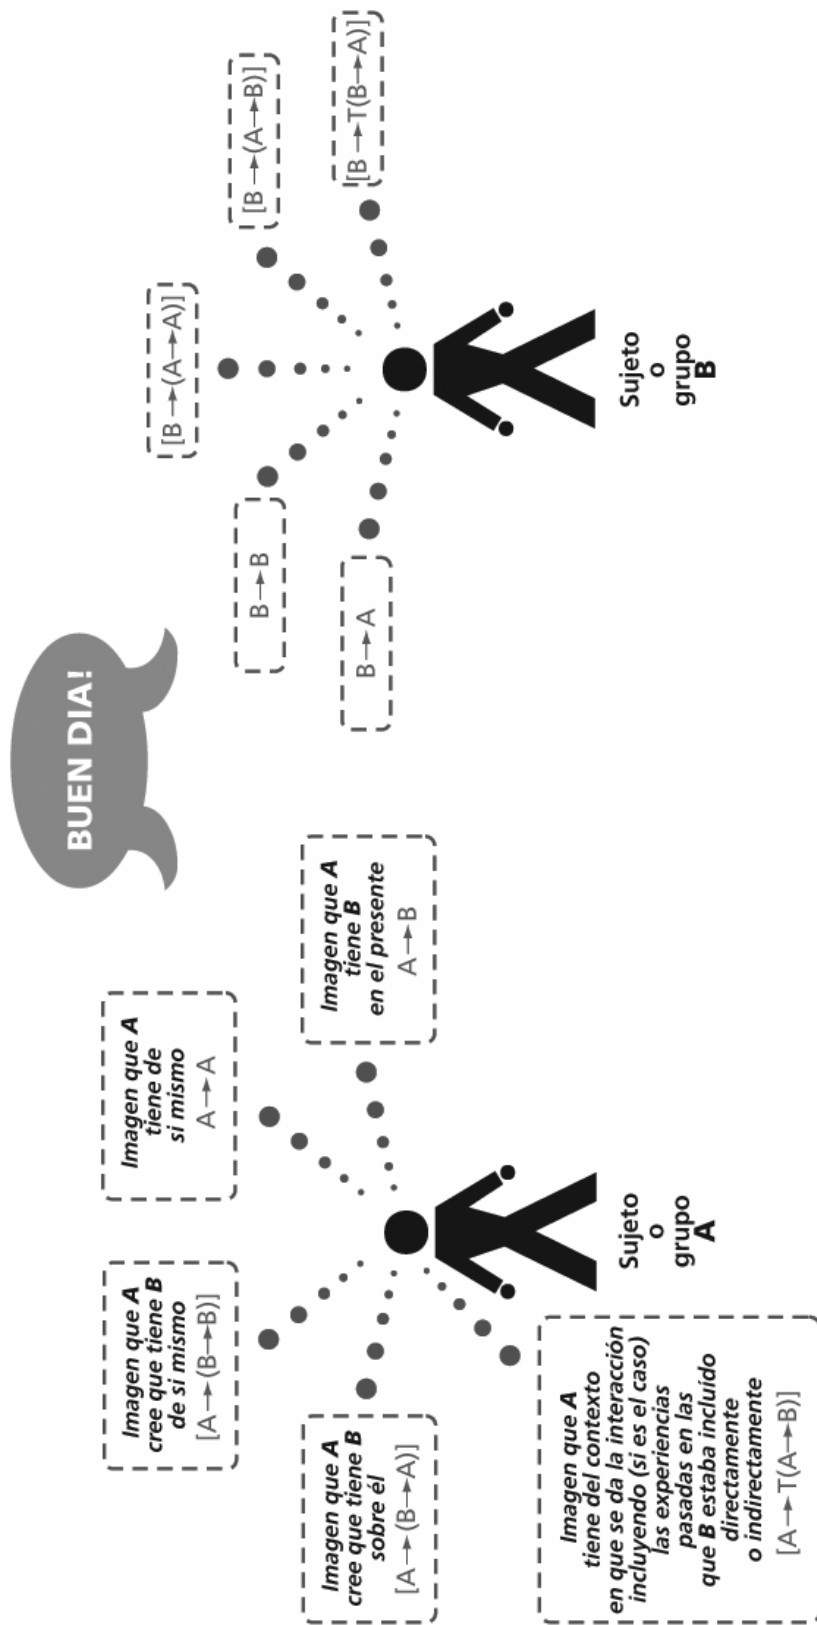 BUEN DIA!
Imagen que A
cree que tiene B
de si mismo
[A→(B→B)]
Imagen que A
tiene de
si mismo
A→A
Imagen que A
cree que tiene B
sobre él
[A→(B→A)]
Imagen que A
tiene B
en el presente
A→B
Imagen que A
tiene del contexto
en que se da la interacción
incluyendo (si es el caso)
las experiencias
pasadas en las
que B estaba incluído
directamente
o indirectamente
[A→T(A→B)]
Sujeto
o
grupo
A
B→A
B→B
[B→(A→A)]
[B→(A→B)]
[B→T(B→A)]
Sujeto
o
grupo
B